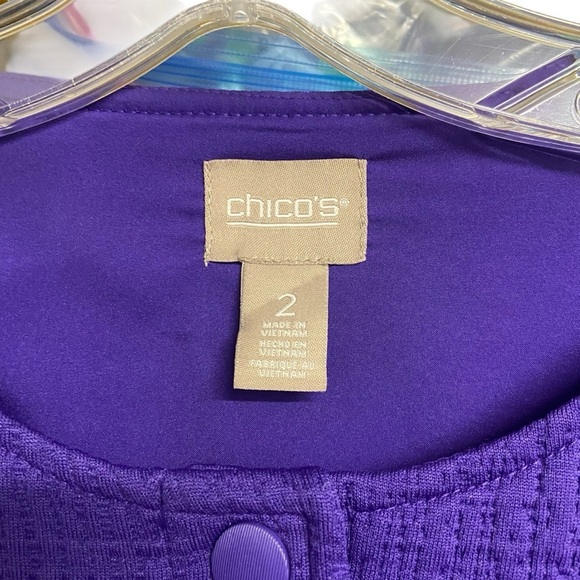 chico's®
2
MADE IN
VIETNAM
HECHO EN
VIETNAM
FABRIQUÉ AU
VIETNAM